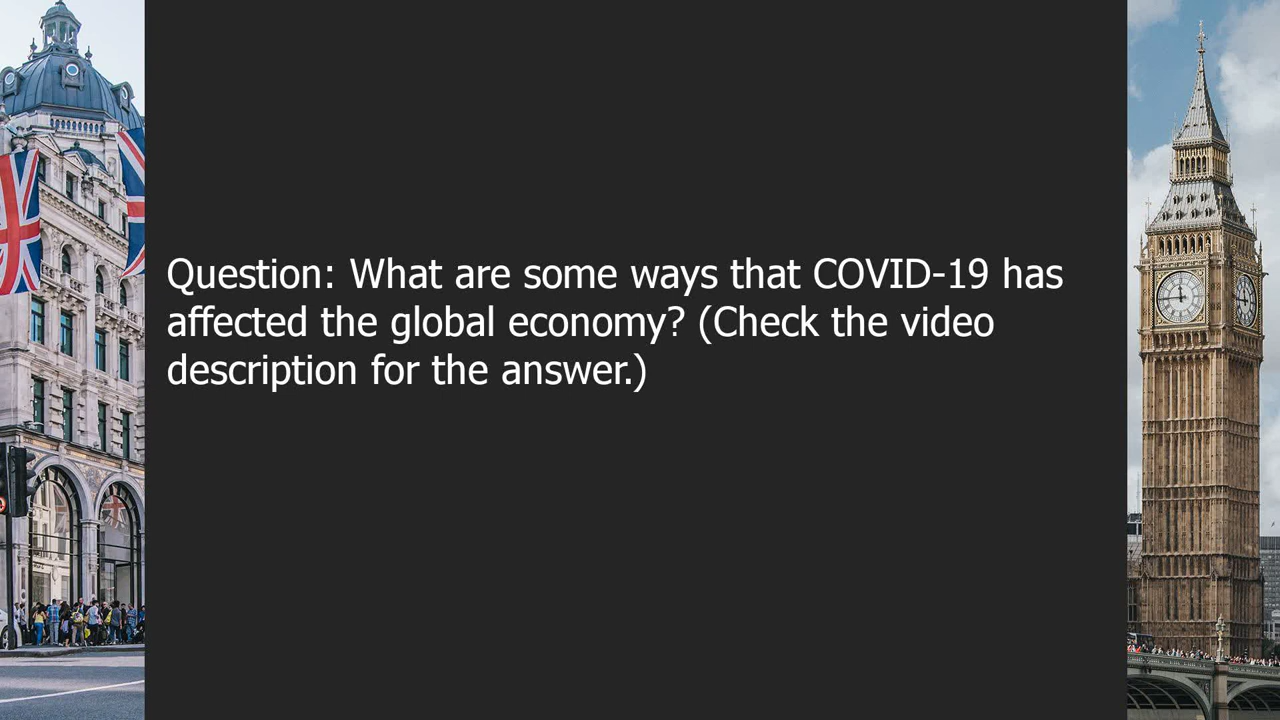 Question: What are some ways that COVID-19 has
affected the global economy? (Check the video
description for the answer.)